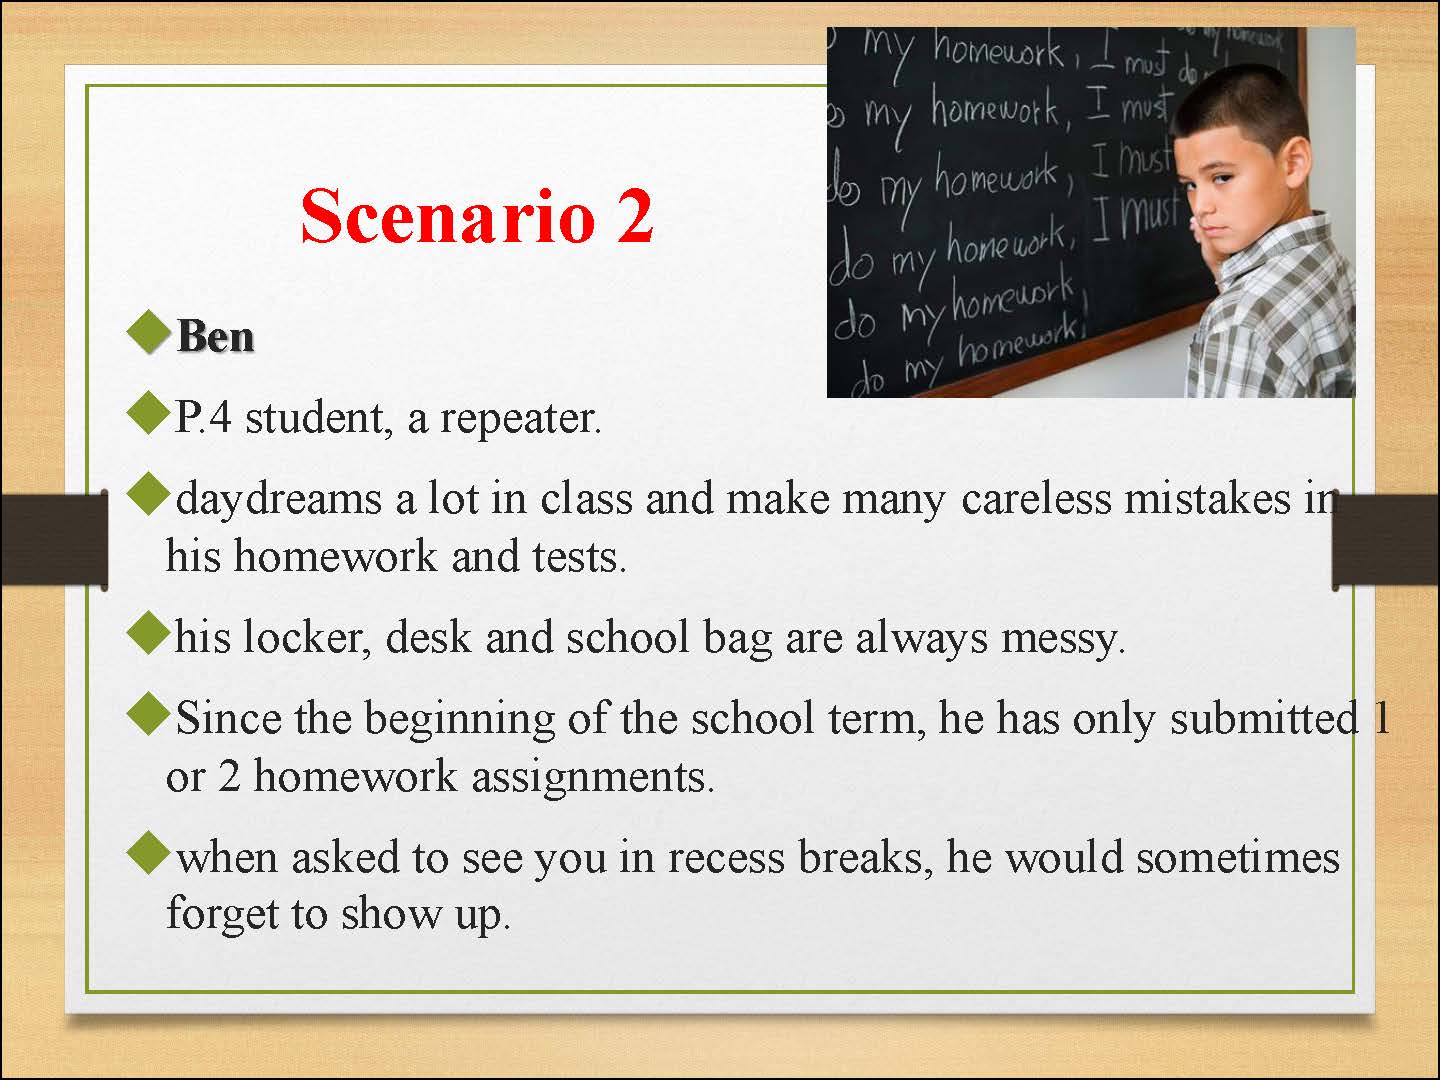 my homework, I must do my homework
my homework, I must
do my homework, I must
do my homework, I must
do my homework,
do my homework,
Scenario 2
Ben
P.4 student, a repeater.
daydreams a lot in class and make many careless mistakes in
his homework and tests.
his locker, desk and school bag are always messy.
Since the beginning of the school term, he has only submitted 1
or 2 homework assignments.
when asked to see you in recess breaks, he would sometimes
forget to show up.